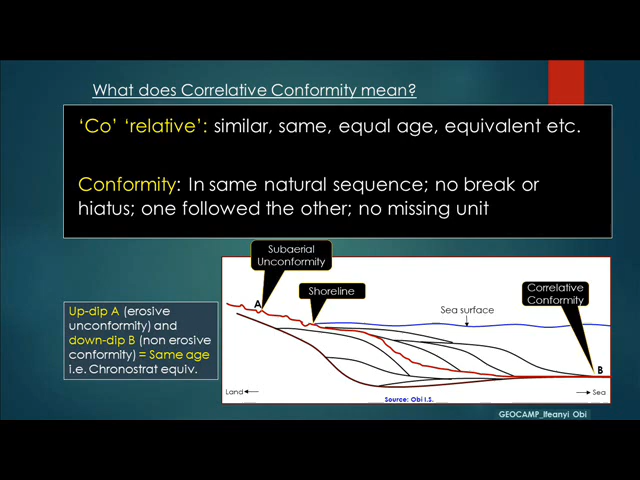 What does Correlative Conformity mean?
‘Co’ ‘relative’: similar, same, equal age, equivalent etc.
Conformity: In same natural sequence; no break or
hiatus; one followed the other; no missing unit
Subaerial
Unconformity
Shoreline
Correlative
Conformity
A
Sea surface
Up-dip A (erosive
unconformity) and
down-dip B (non erosive
conformity) = Same age
i.e. Chronostrat equiv.
B
Land
Source: Obi I.S.
Sea
GEOCAMP_Ifeanyi Obi